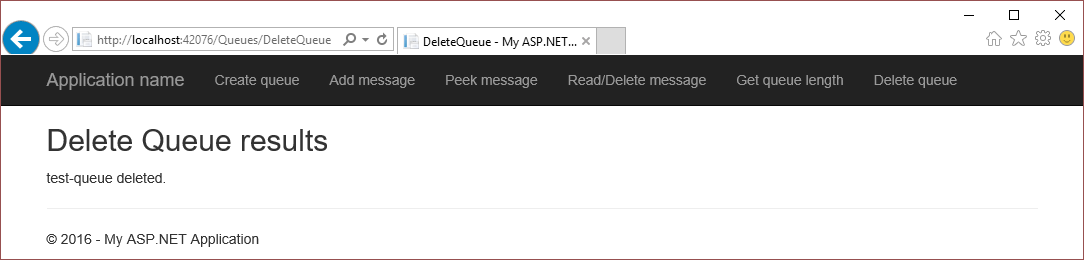 http://localhost:42076/Queues/DeleteQueue DeleteQueue - My ASP.NET...
Application name Create queue Add message Peek message Read/Delete message Get queue length Delete queue
Delete Queue results
test-queue deleted.
© 2016 - My ASP.NET Application